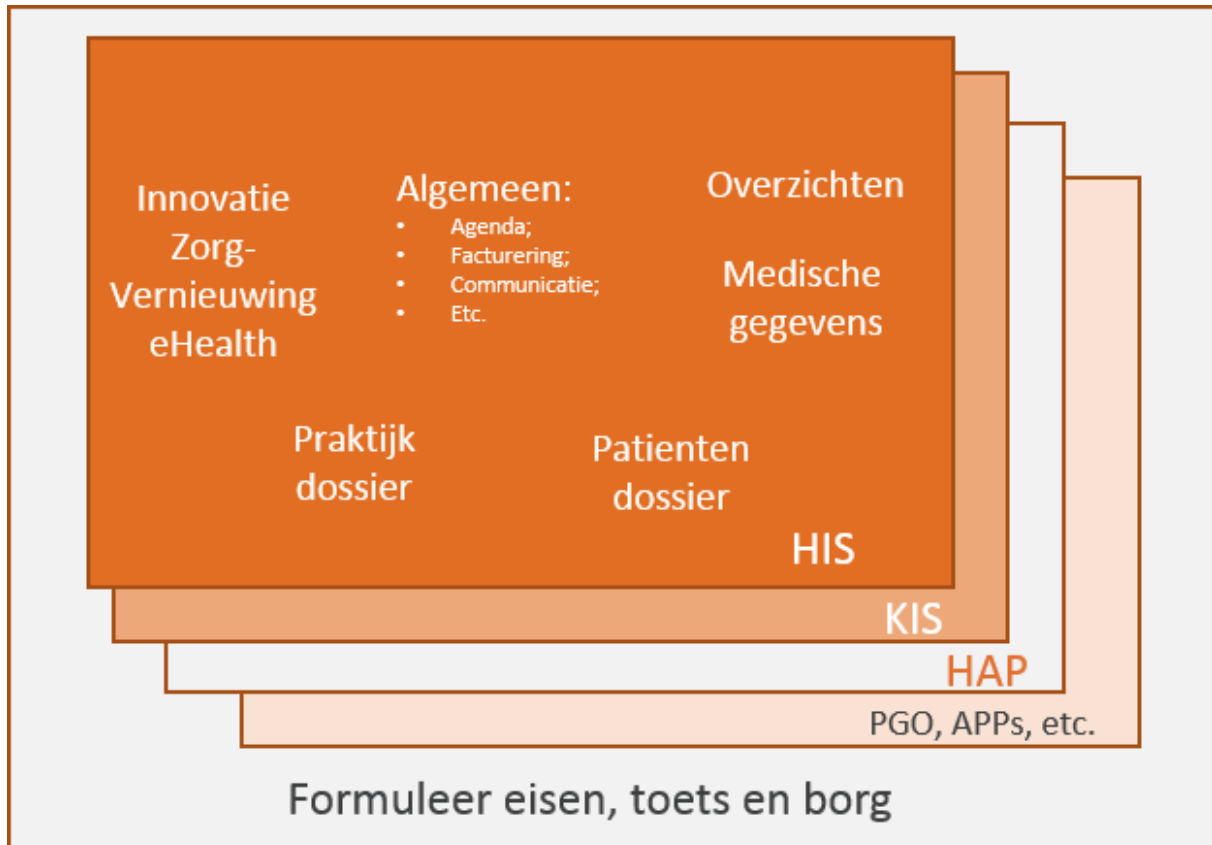 Innovatie
Zorg-
Vernieuwing
eHealth
Algemeen:
• Agenda;
• Facturering;
• Communicatie;
• Etc.
Overzichten
Medische
gegevens
Praktijk
dossier
Patienten
dossier
HIS
KIS
HAP
PGO, APPs, etc.
Formuleer eisen, toets en borg